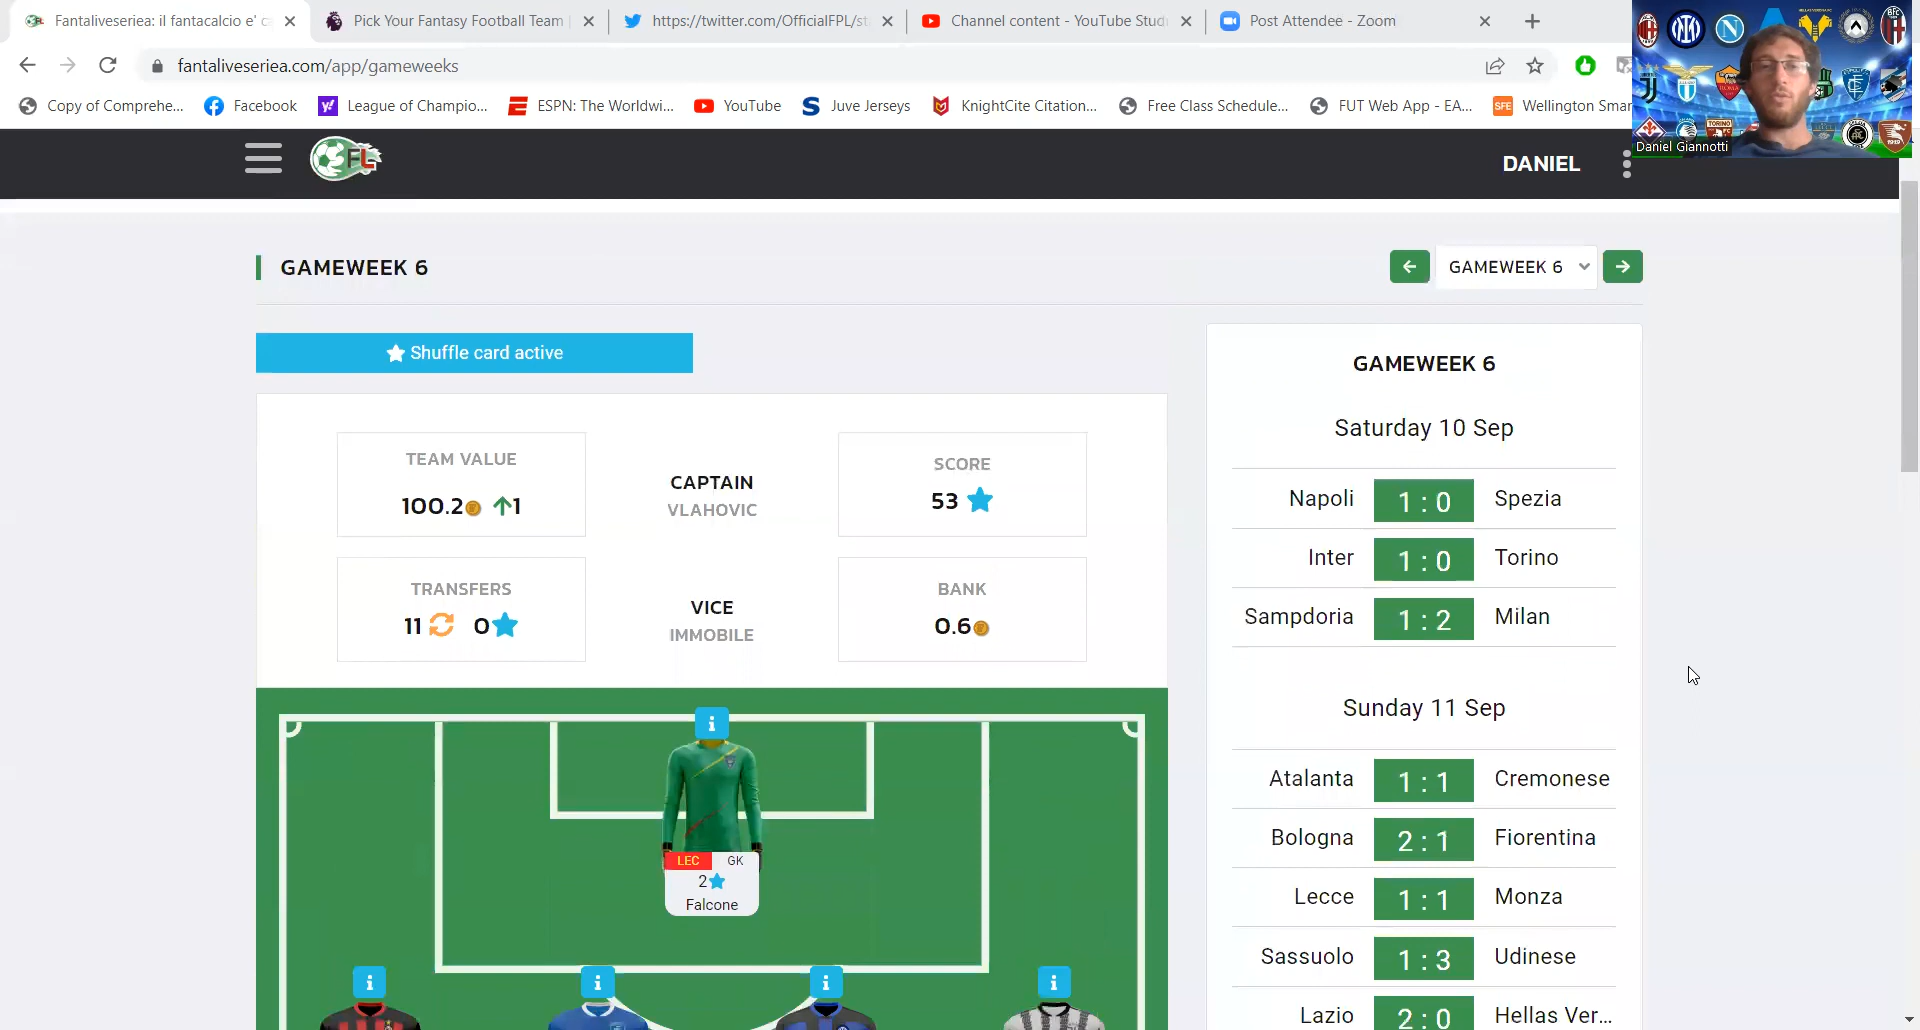 Fantaliveseriea: il fantacalcio e' c
Pick Your Fantasy Football Team |
https://twitter.com/OfficialFPL/st
Channel content - YouTube Studi
Post Attendee - Zoom
fantaliveseriea.com/app/gameweeks
Copy of Comprehe...
Facebook
League of Champio...
ESPN: The Worldwi...
YouTube
Juve Jerseys
KnightCite Citation...
Free Class Schedule...
FUT Web App - EA...
SFE
Wellington Smar
Daniel Giannotti
FL
DANIEL
GAMEWEEK 6
GAMEWEEK 6
Shuffle card active
TEAM VALUE
100.2 1
CAPTAIN
VLAHOVIC
SCORE
53
TRANSFERS
11 0
VICE
IMMOBILE
BANK
0.6
LEC GK
2
Falcone
GAMEWEEK 6
Saturday 10 Sep
Napoli 1 : 0 Spezia
Inter 1 : 0 Torino
Sampdoria 1 : 2 Milan
Sunday 11 Sep
Atalanta 1 : 1 Cremonese
Bologna 2 : 1 Fiorentina
Lecce 1 : 1 Monza
Sassuolo 1 : 3 Udinese
Lazio 2 : 0 Hellas Ver...